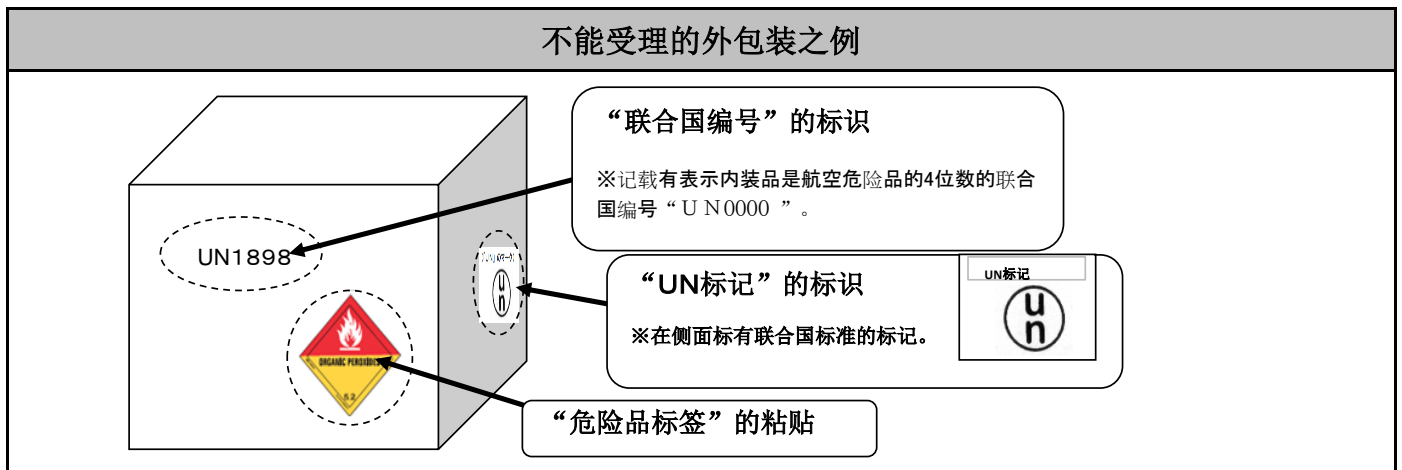 不能受理的外包装之例
“联合国编号”的标识
※记载有表示内装品是航空危险品的4位数的联合
国编号“ＵＮ0000 ”。
UN1898
“UN标记”的标识
※在侧面标有联合国标准的标记。
UN标记
un
un
ORGANIC PEROXIDES
5.2
“危险品标签”的粘贴